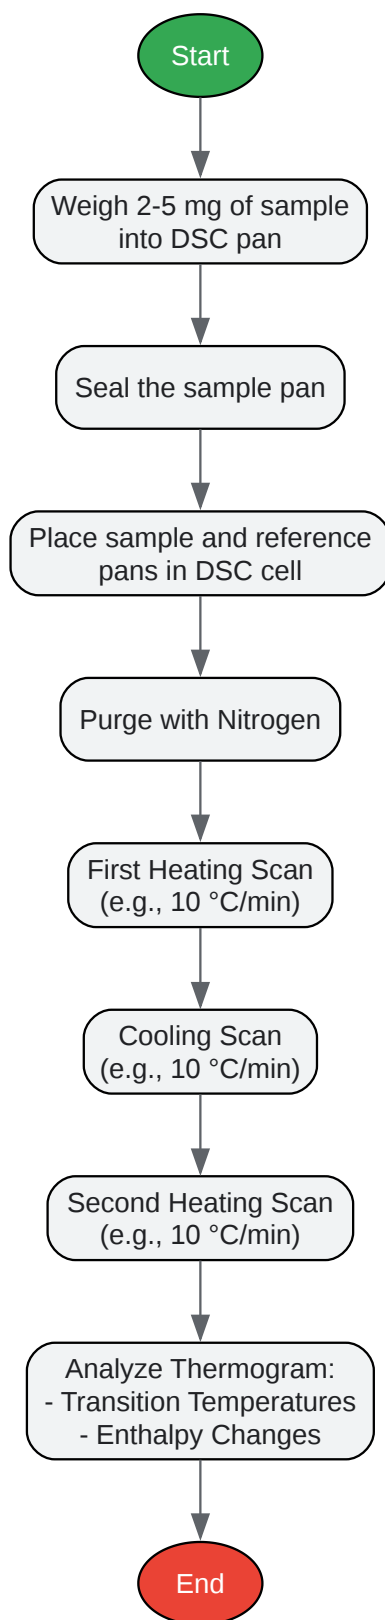 Start
Weigh 2-5 mg of sample
into DSC pan
Seal the sample pan
Place sample and reference
pans in DSC cell
Purge with Nitrogen
First Heating Scan
(e.g., 10 °C/min)
Cooling Scan
(e.g., 10 °C/min)
Second Heating Scan
(e.g., 10 °C/min)
Analyze Thermogram:
- Transition Temperatures
- Enthalpy Changes
End